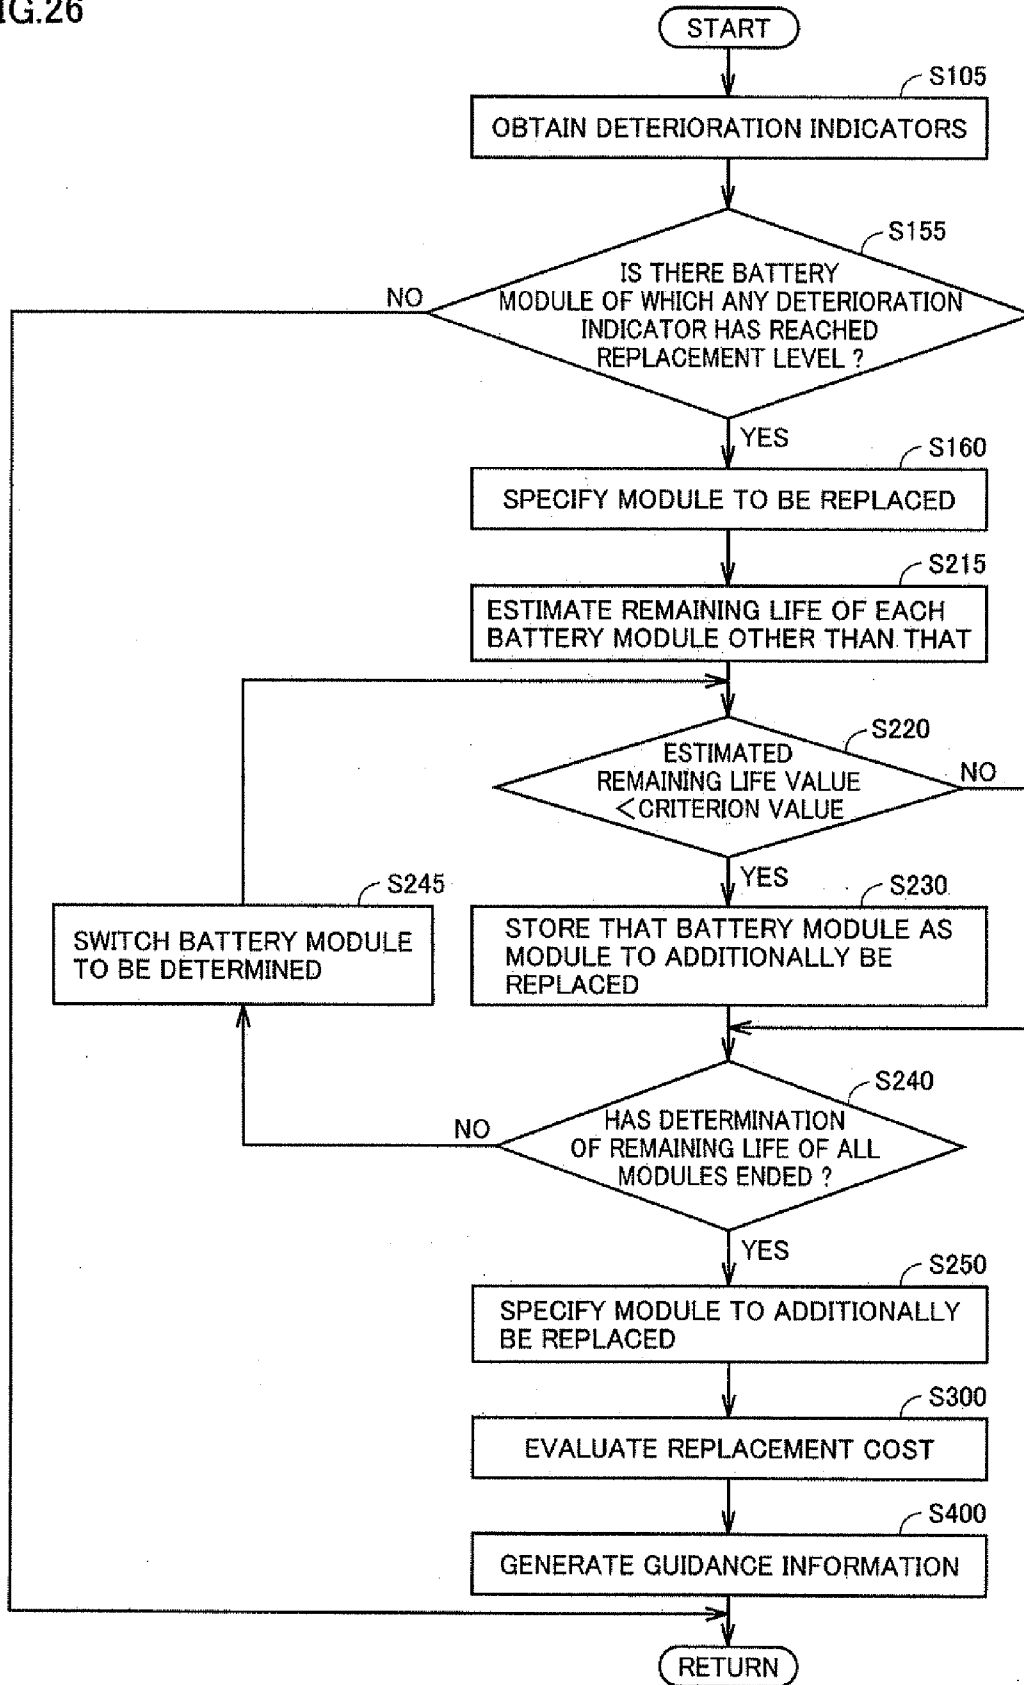 IG.26
START
S105
OBTAIN DETERIORATION INDICATORS
S155
IS THERE BATTERY
MODULE OF WHICH ANY DETERIORATION
INDICATOR HAS REACHED
REPLACEMENT LEVEL ?
NO
YES
S160
SPECIFY MODULE TO BE REPLACED
S215
ESTIMATE REMAINING LIFE OF EACH
BATTERY MODULE OTHER THAN THAT
S220
ESTIMATED
REMAINING LIFE VALUE
<CRITERION VALUE
NO
YES
S245
SWITCH BATTERY MODULE
TO BE DETERMINED
S230
STORE THAT BATTERY MODULE AS
MODULE TO ADDITIONALLY BE
REPLACED
S240
HAS DETERMINATION
OF REMAINING LIFE OF ALL
MODULES ENDED ?
NO
YES
S250
SPECIFY MODULE TO ADDITIONALLY
BE REPLACED
S300
EVALUATE REPLACEMENT COST
S400
GENERATE GUIDANCE INFORMATION
RETURN